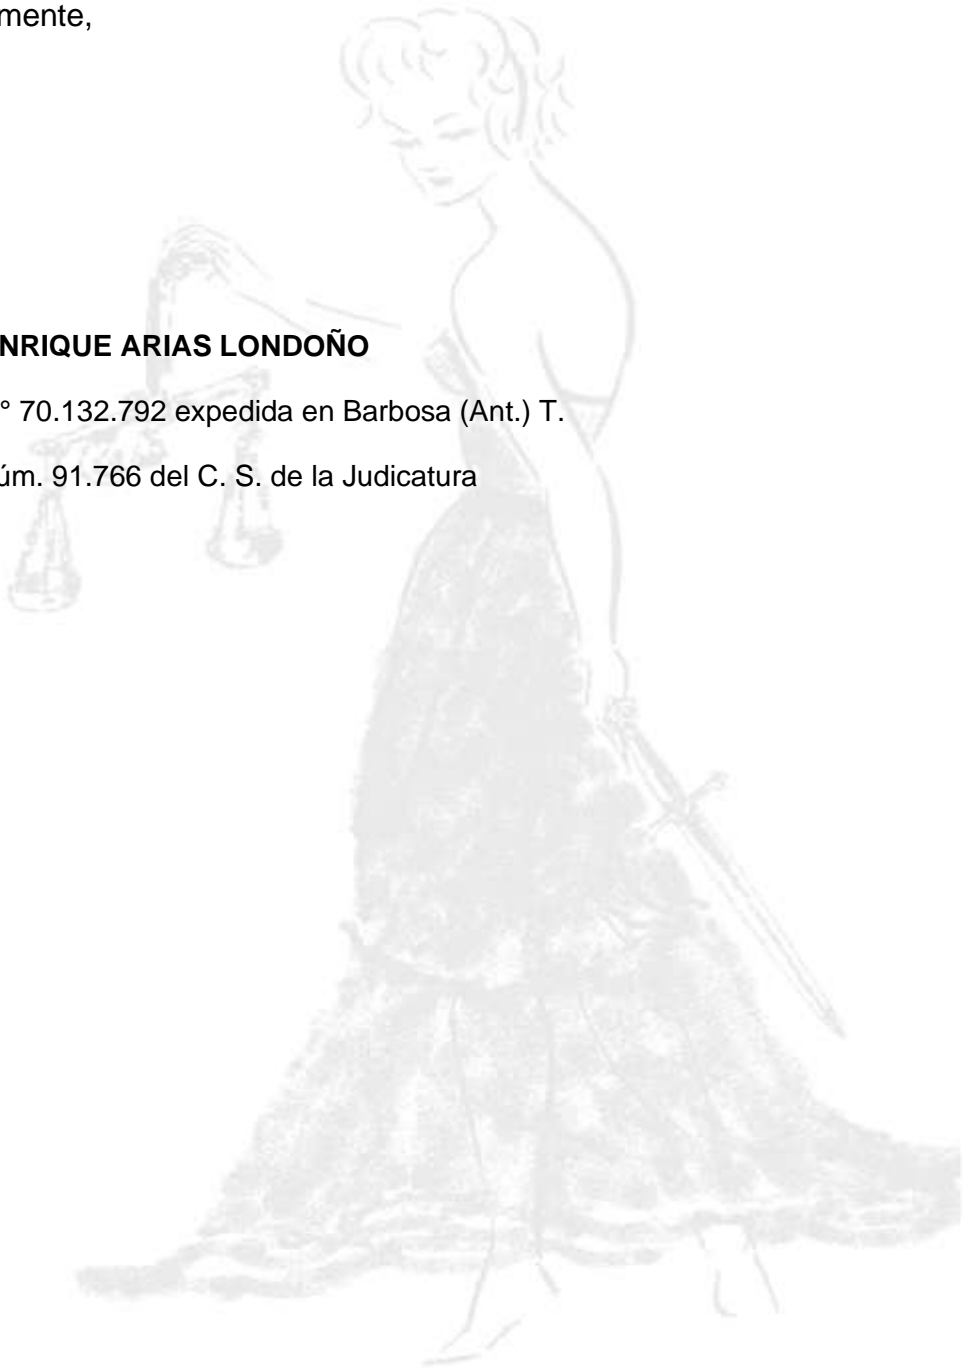 mente,
NRIQUE ARIAS LONDOÑO
° 70.132.792 expedida en Barbosa (Ant.) T.
úm. 91.766 del C. S. de la Judicatura